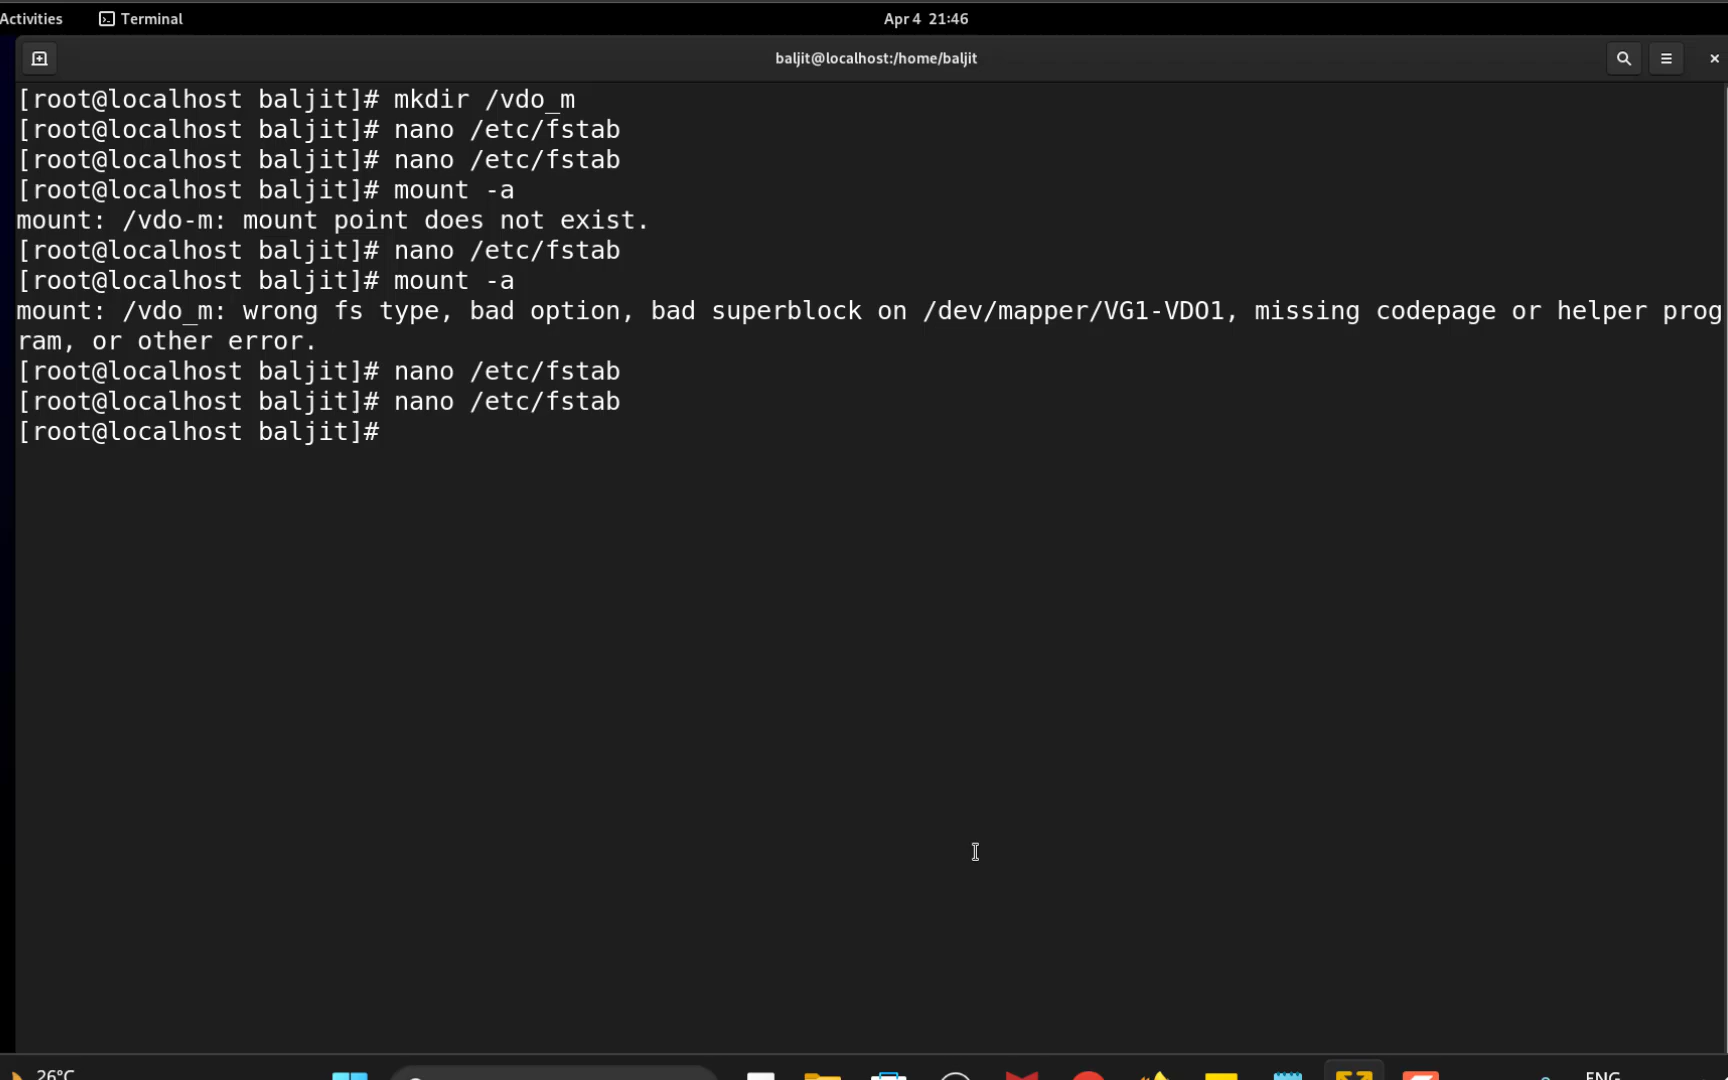 Activities Terminal Apr 4 21:46
baljit@localhost:/home/baljit
[root@localhost baljit]# mkdir /vdo_m
[root@localhost baljit]# nano /etc/fstab
[root@localhost baljit]# nano /etc/fstab
[root@localhost baljit]# mount -a
mount: /vdo-m: mount point does not exist.
[root@localhost baljit]# nano /etc/fstab
[root@localhost baljit]# mount -a
mount: /vdo_m: wrong fs type, bad option, bad superblock on /dev/mapper/VG1-VDO1, missing codepage or helper prog
ram, or other error.
[root@localhost baljit]# nano /etc/fstab
[root@localhost baljit]# nano /etc/fstab
[root@localhost baljit]#
26°C ENG